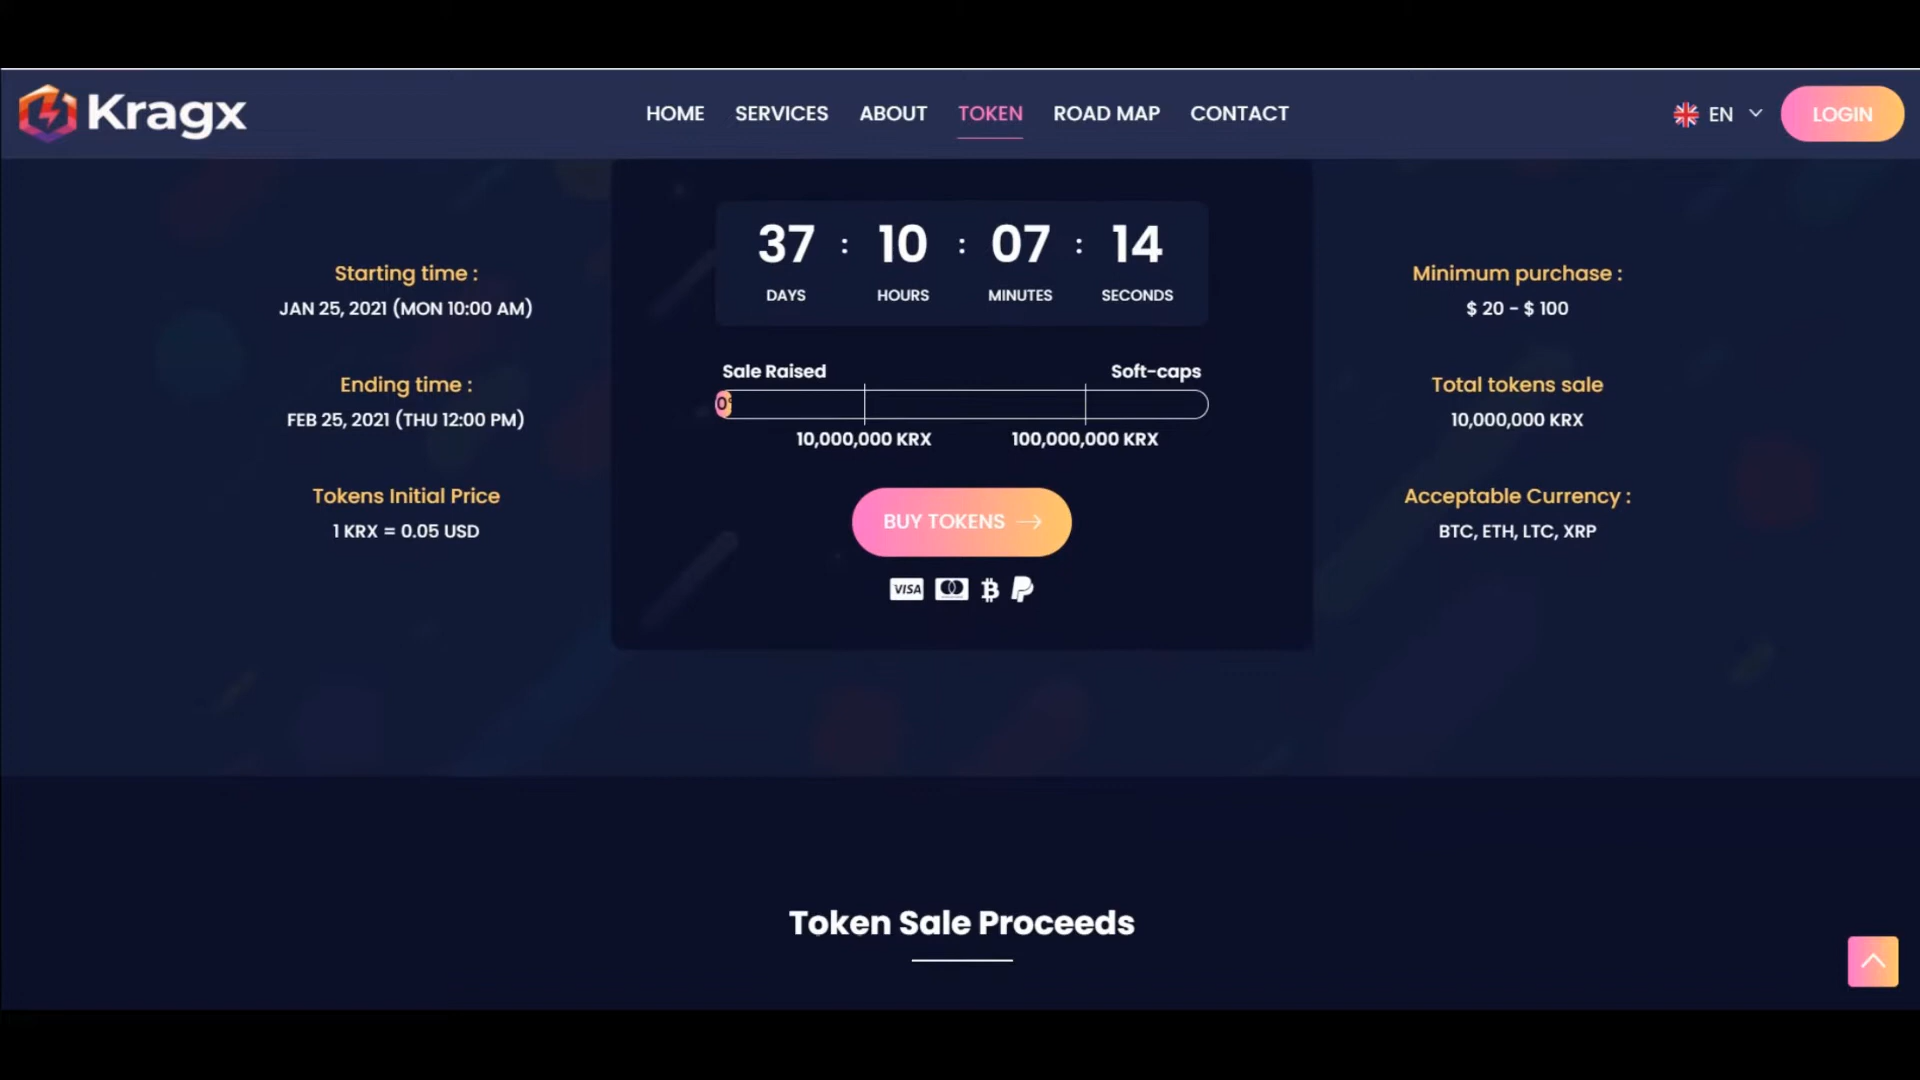 Kragx
HOME SERVICES ABOUT TOKEN ROAD MAP CONTACT
EN
LOGIN
37 : 10 : 07 : 14
DAYS HOURS MINUTES SECONDS
Starting time :
JAN 25, 2021 (MON 10:00 AM)
Ending time :
FEB 25, 2021 (THU 12:00 PM)
Tokens Initial Price
1 KRX = 0.05 USD
Sale Raised Soft-caps
0
10,000,000 KRX 100,000,000 KRX
BUY TOKENS
VISA
Minimum purchase :
$ 20 - $ 100
Total tokens sale
10,000,000 KRX
Acceptable Currency :
BTC, ETH, LTC, XRP
Token Sale Proceeds